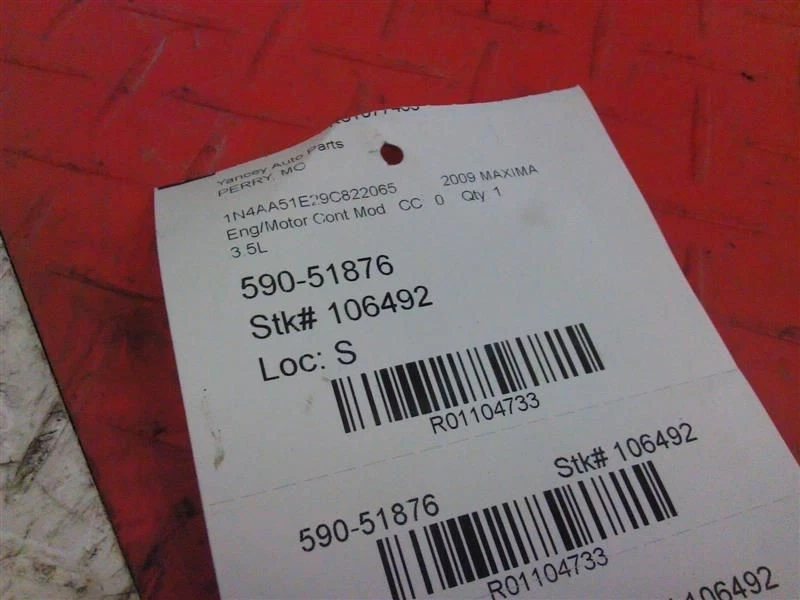 Yancey Auto Parts
PERRY, MO
1N4AA51E29C822065 2009 MAXIMA
Eng/Motor Cont Mod CC 0 Qty 1
3.5L
590-51876
Stk# 106492
Loc: S
R01104733
590-51876 Stk# 106492
R01104733
106492